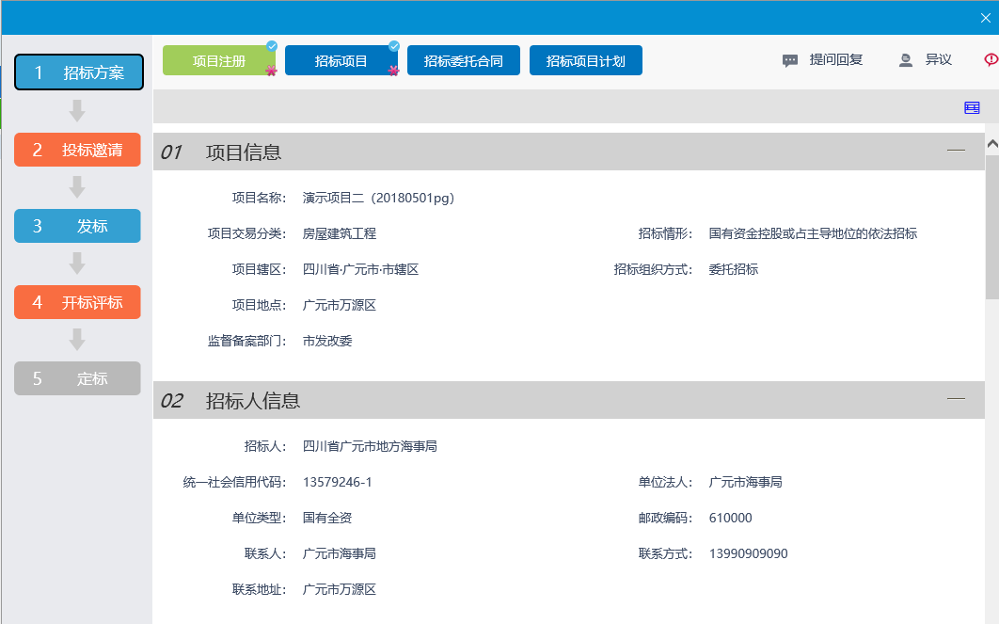 项目注册
招标项目
招标委托合同
招标项目计划
提问回复
异议
1 招标方案
2 投标邀请
3 发标
4 开标评标
5 定标
01 项目信息
项目名称： 演示项目二（20180501pg）
项目交易分类： 房屋建筑工程
招标情形： 国有资金控股或占主导地位的依法招标
项目辖区： 四川省·广元市·市辖区
招标组织方式： 委托招标
项目地点： 广元市万源区
监督备案部门： 市发改委
02 招标人信息
招标人： 四川省广元市地方海事局
统一社会信用代码： 13579246-1
单位法人： 广元市海事局
单位类型： 国有全资
邮政编码： 610000
联系人： 广元市海事局
联系方式： 13990909090
联系地址： 广元市万源区